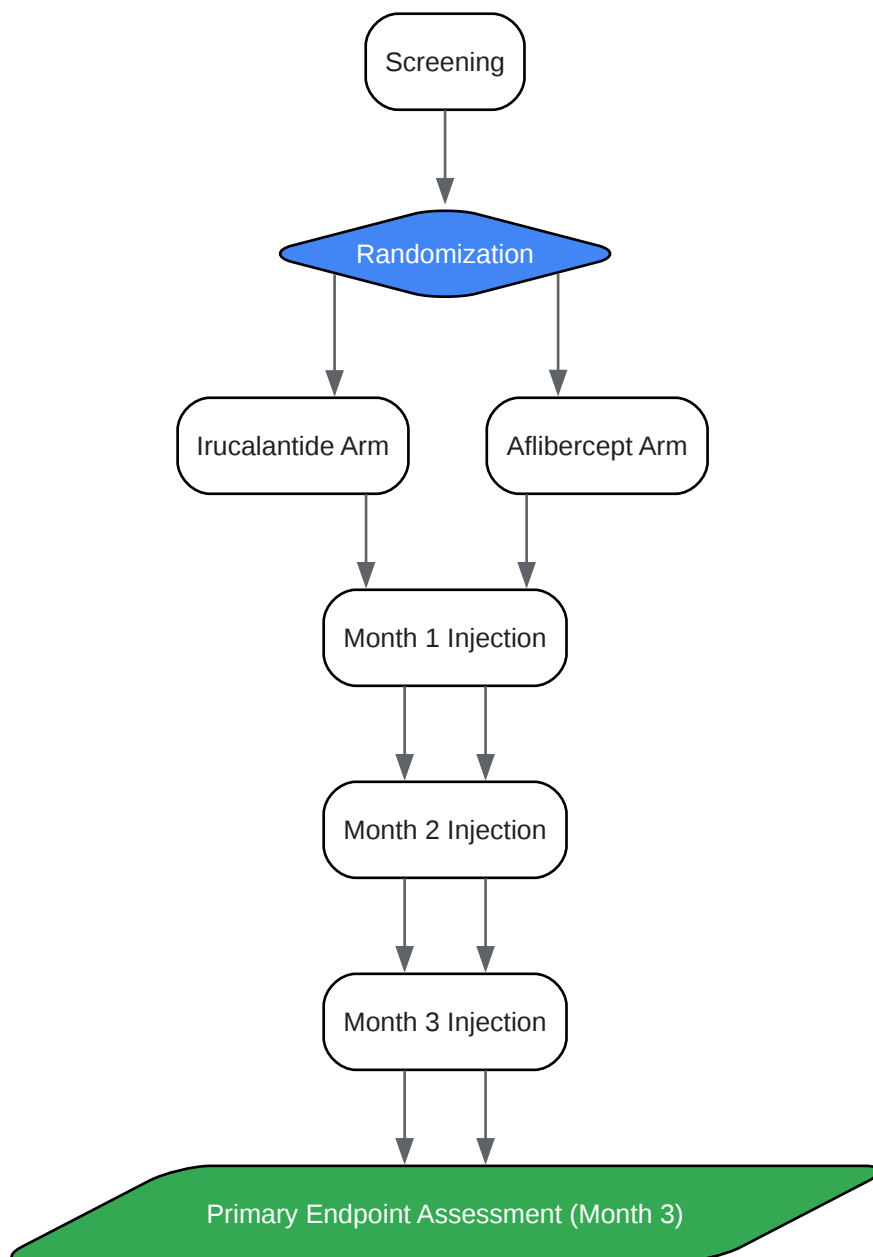 Screening
Randomization
Irucalantide Arm
Aflibercept Arm
Month 1 Injection
Month 2 Injection
Month 3 Injection
Primary Endpoint Assessment (Month 3)